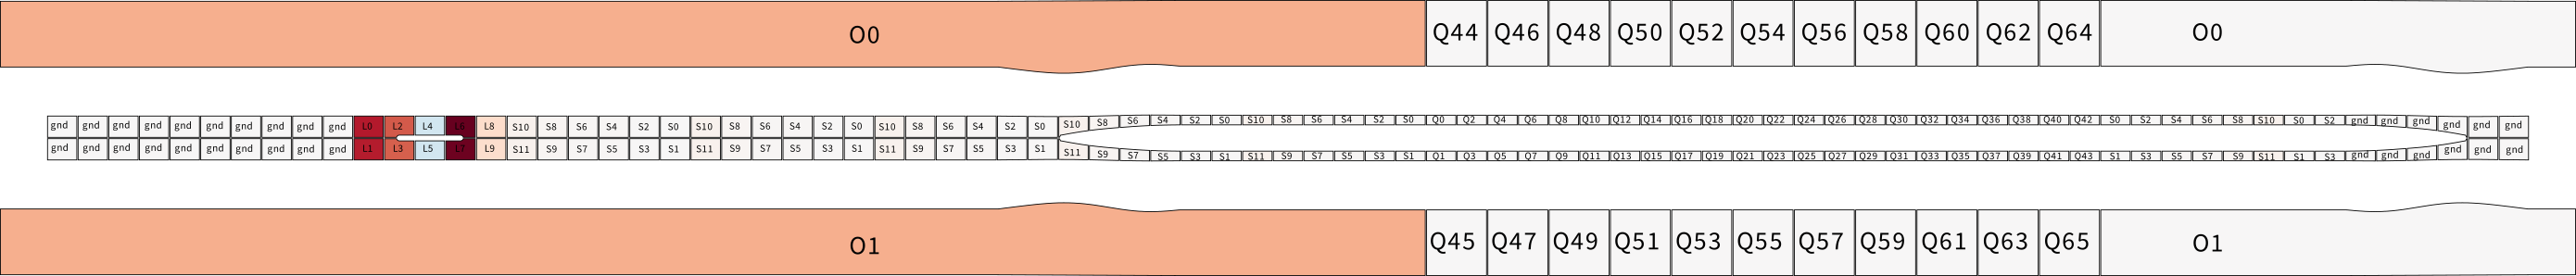 O0 Q44 Q46 Q48 Q50 Q52 Q54 Q56 Q58 Q60 Q62 Q64 O0
gnd gnd gnd gnd gnd gnd gnd gnd gnd gnd L0 L2 L4 L6 L8 S10 S8 S6 S4 S2 S0 S10 S8 S6 S4 S2 S0 S10 S8 S6 S4 S2 S0 S10 S8 S6 S4 S2 S0 S10 S8 S6 S4 S2 S0 Q0 Q2 Q4 Q6 Q8 Q10 Q12 Q14 Q16 Q18 Q20 Q22 Q24 Q26 Q28 Q30 Q32 Q34 Q36 Q38 Q40 Q42 S0 S2 S4 S6 S8 S10 S0 S2 gnd gnd gnd gnd gnd gnd
gnd gnd gnd gnd gnd gnd gnd gnd gnd gnd L1 L3 L5 L7 L9 S11 S9 S7 S5 S3 S1 S11 S9 S7 S5 S3 S1 S11 S9 S7 S5 S3 S1 S11 S9 S7 S5 S3 S1 S11 S9 S7 S5 S3 S1 Q1 Q3 Q5 Q7 Q9 Q11 Q13 Q15 Q17 Q19 Q21 Q23 Q25 Q27 Q29 Q31 Q33 Q35 Q37 Q39 Q41 Q43 S1 S3 S5 S7 S9 S11 S1 S3 gnd gnd gnd gnd gnd gnd
O1 Q45 Q47 Q49 Q51 Q53 Q55 Q57 Q59 Q61 Q63 Q65 O1